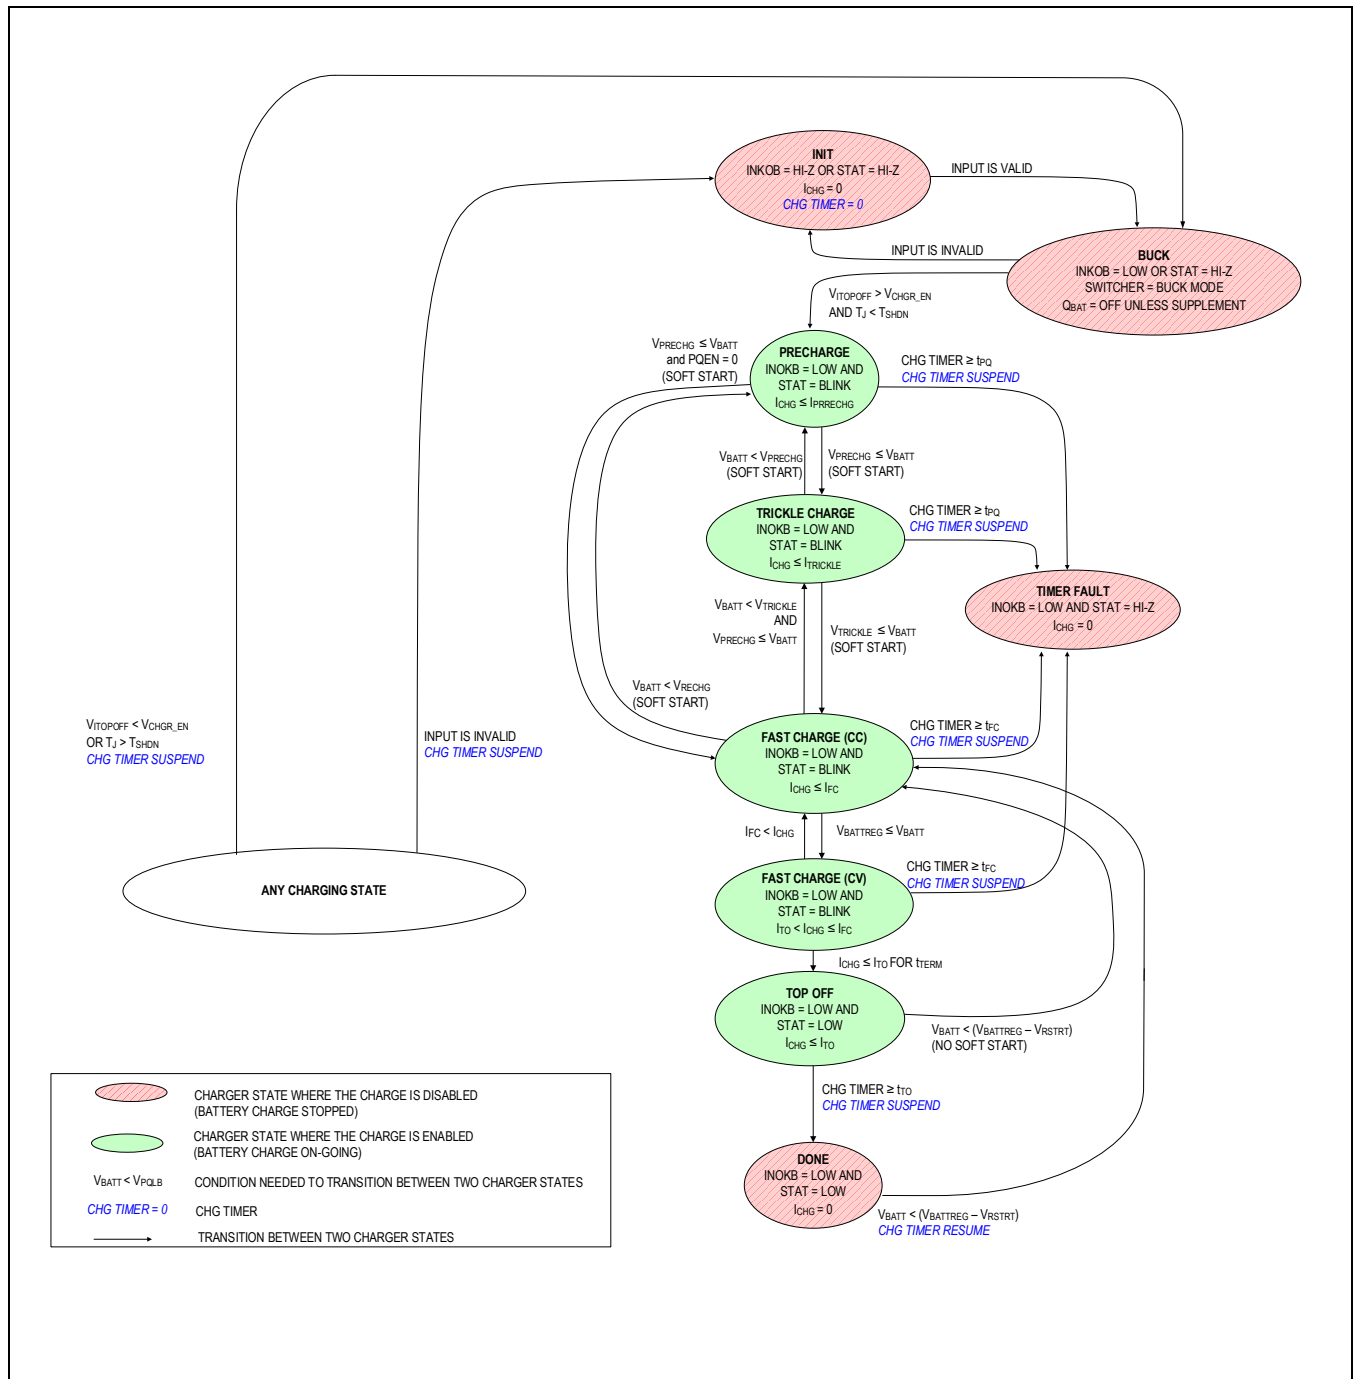 INIT
INKOB = HI-Z OR STAT = HI-Z
ICHG = 0
CHG TIMER = 0
INPUT IS VALID
INPUT IS INVALID
BUCK
INKOB = LOW OR STAT = HI-Z
SWITCHER = BUCK MODE
QBAT = OFF UNLESS SUPPLEMENT
VITOPOFF > VCHGR_EN
AND TJ < TSHDN
VPRECHG ≤ VBATT
and PQEN = 0
(SOFT START)
PRECHARGE
INOKB = LOW AND
STAT = BLINK
ICHG ≤ IPRRECHG
CHG TIMER ≥ tPQ
CHG TIMER SUSPEND
VBATT < VPRECHG
(SOFT START)
VPRECHG ≤ VBATT
(SOFT START)
TRICKLE CHARGE
INOKB = LOW AND
STAT = BLINK
ICHG ≤ ITRICKLE
CHG TIMER ≥ tPQ
CHG TIMER SUSPEND
TIMER FAULT
INOKB = LOW AND STAT = HI-Z
ICHG = 0
VBATT < VTRICKLE
AND
VPRECHG ≤ VBATT
VTRICKLE ≤ VBATT
(SOFT START)
VBATT < VRECHG
(SOFT START)
VITOPOFF < VCHGR_EN
OR TJ > TSHDN
CHG TIMER SUSPEND
INPUT IS INVALID
CHG TIMER SUSPEND
FAST CHARGE (CC)
INOKB = LOW AND
STAT = BLINK
ICHG ≤ IFC
CHG TIMER ≥ tFC
CHG TIMER SUSPEND
IFC < ICHG
VBATTREG ≤ VBATT
ANY CHARGING STATE
FAST CHARGE (CV)
INOKB = LOW AND
STAT = BLINK
ITO < ICHG ≤ IFC
CHG TIMER ≥ tFC
CHG TIMER SUSPEND
ICHG ≤ ITO FOR tTERM
TOP OFF
INOKB = LOW AND
STAT = LOW
ICHG ≤ ITO
VBATT < (VBATTREG – VRSTRT)
(NO SOFT START)
CHG TIMER ≥ tTO
CHG TIMER SUSPEND
DONE
INOKB = LOW AND
STAT = LOW
ICHG = 0
VBATT < (VBATTREG – VRSTRT)
CHG TIMER RESUME
CHARGER STATE WHERE THE CHARGE IS DISABLED
(BATTERY CHARGE STOPPED)
CHARGER STATE WHERE THE CHARGE IS ENABLED
(BATTERY CHARGE ON-GOING)
VBATT < VPQLB CONDITION NEEDED TO TRANSITION BETWEEN TWO CHARGER STATES
CHG TIMER = 0 CHG TIMER
TRANSITION BETWEEN TWO CHARGER STATES